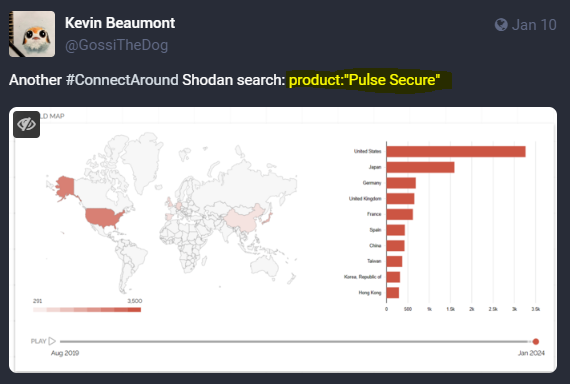 Kevin Beaumont
@GossiTheDog
Jan 10
Another #ConnectAround Shodan search: product:"Pulse Secure"
LD MAP
United States
Japan
Germany
United Kingdom
France
Spain
China
Taiwan
Korea, Republic of
Hong Kong
0 500 1k 1.5k 2k 2.5k 3k 3.5k
291 3,500
PLAY
Aug 2019 Jan 2024